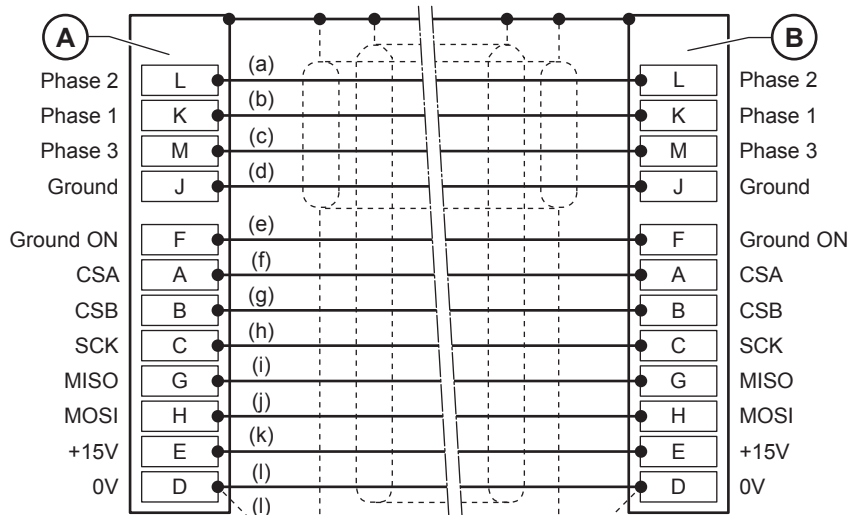 A B
Phase 2 L (a) L Phase 2
Phase 1 K (b) K Phase 1
Phase 3 M (c) M Phase 3
Ground J (d) J Ground
Ground ON F (e) F Ground ON
CSA A (f) A CSA
CSB B (g) B CSB
SCK C (h) C SCK
MISO G (i) G MISO
MOSI H (j) H MOSI
+15V E (k) E +15V
0V D (l) D 0V
(l)